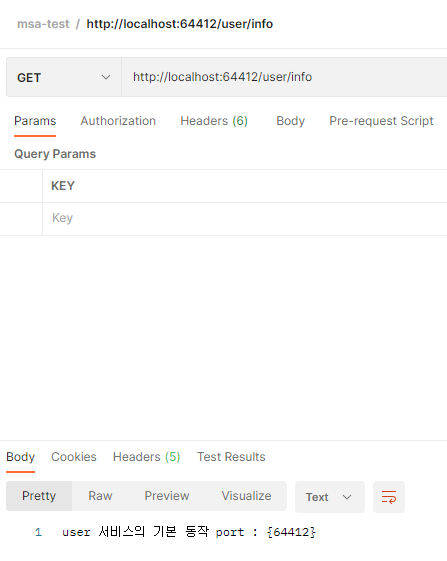 msa-test / http://localhost:64412/user/info
GET http://localhost:64412/user/info
Params Authorization Headers (6) Body Pre-request Script
Query Params
KEY
Key
Body Cookies Headers (5) Test Results
Pretty Raw Preview Visualize Text
1 user 서비스의 기본 동작 port : {64412}